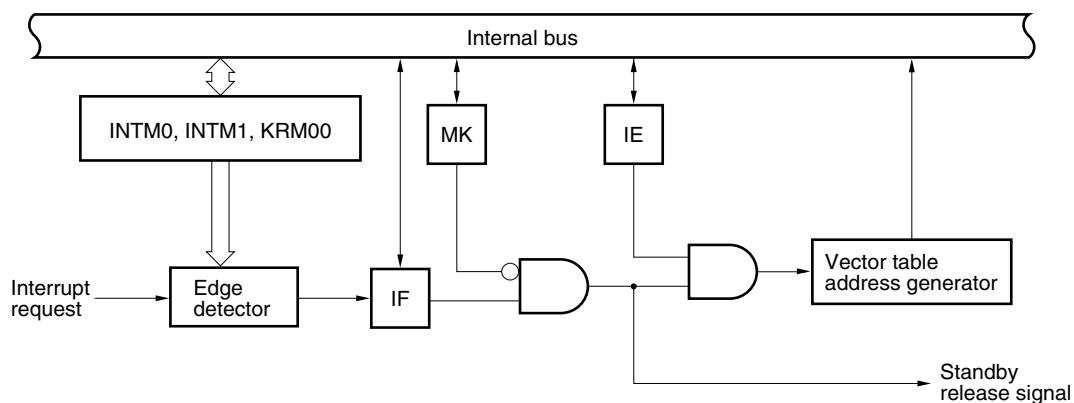 Internal bus
INTM0, INTM1, KRM00
MK
IE
Interrupt
request
Edge
detector
IF
Vector table
address generator
Standby
release signal